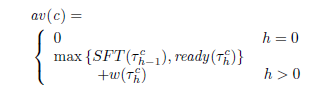 av(c) =
0 h = 0
max {SFT(τ^c_{h−1}), ready(τ^c_h)}
+w(τ^c_h) h > 0